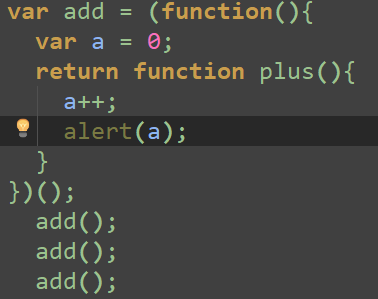 var add = (function(){
  var a = 0;
  return function plus(){
    a++;
    alert(a);
  }
})();
  add();
  add();
  add();